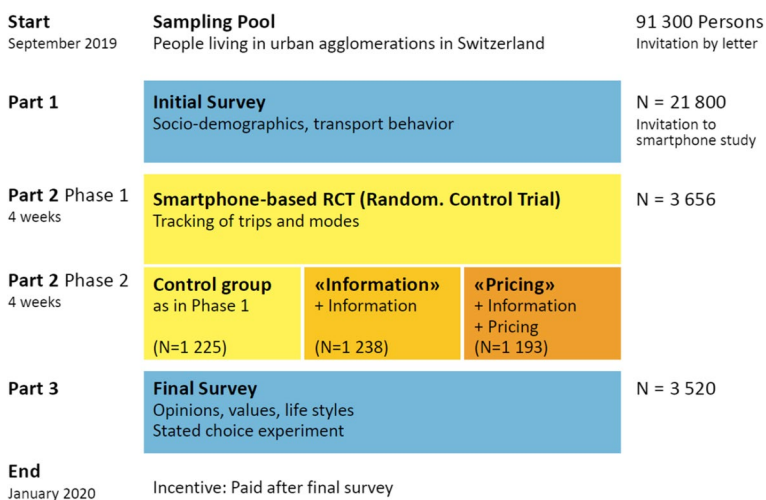 Start
September 2019
Sampling Pool
People living in urban agglomerations in Switzerland
91 300 Persons
Invitation by letter
Part 1
Initial Survey
Socio-demographics, transport behavior
N = 21 800
Invitation to
smartphone study
Part 2 Phase 1
4 weeks
Smartphone-based RCT (Random. Control Trial)
Tracking of trips and modes
N = 3 656
Part 2 Phase 2
4 weeks
Control group
as in Phase 1
(N=1 225)
«Information»
+ Information
(N=1 238)
«Pricing»
+ Information
+ Pricing
(N=1 193)
Part 3
Final Survey
Opinions, values, life styles
Stated choice experiment
N = 3 520
End
January 2020
Incentive: Paid after final survey